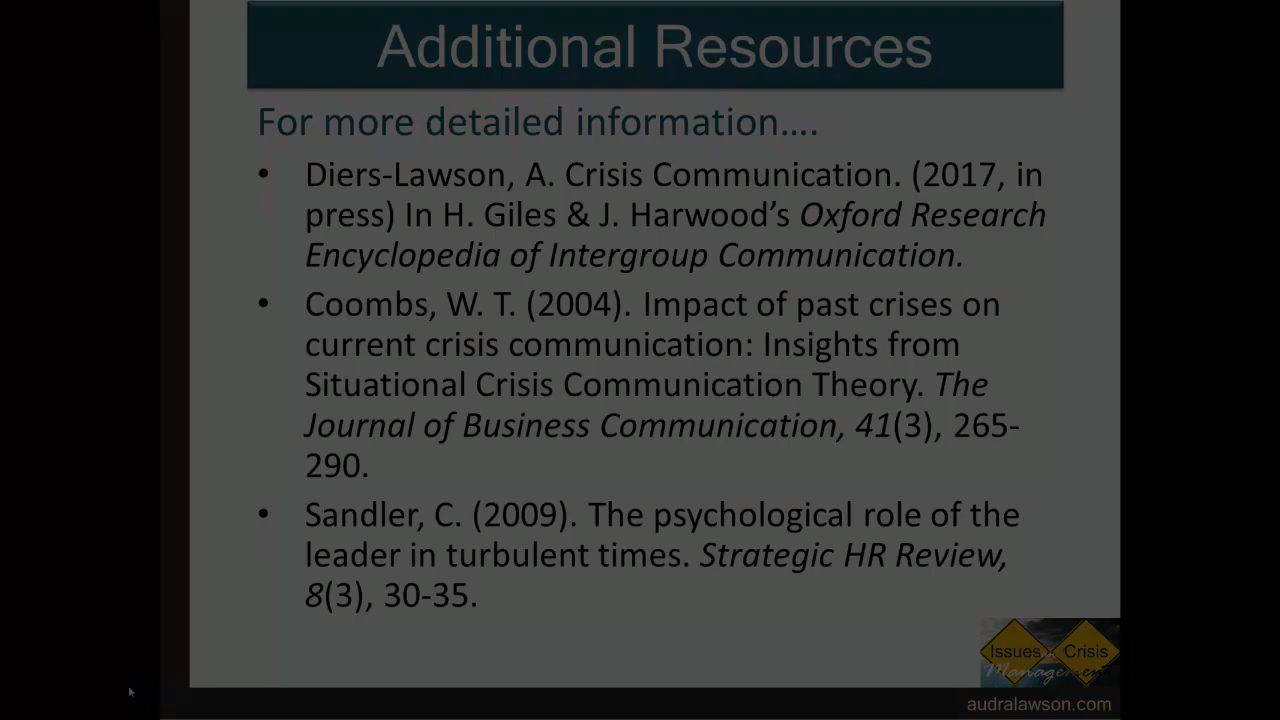 Additional Resources
For more detailed information….
• Diers-Lawson, A. Crisis Communication. (2017, in
press) In H. Giles & J. Harwood’s Oxford Research
Encyclopedia of Intergroup Communication.
• Coombs, W. T. (2004). Impact of past crises on
current crisis communication: Insights from
Situational Crisis Communication Theory. The
Journal of Business Communication, 41(3), 265-
290.
• Sandler, C. (2009). The psychological role of the
leader in turbulent times. Strategic HR Review,
8(3), 30-35.
Issues & Crisis
Management
audralawson.com